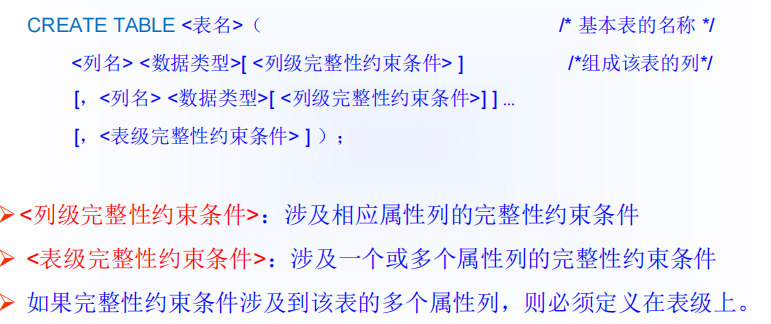 CREATE TABLE <表名>（ /* 基本表的名称 */
<列名> <数据类型>[ <列级完整性约束条件> ] /*组成该表的列*/
[，<列名> <数据类型>[ <列级完整性约束条件>] ] …
[，<表级完整性约束条件> ] ）；
➢<列级完整性约束条件>：涉及相应属性列的完整性约束条件
➢ <表级完整性约束条件>：涉及一个或多个属性列的完整性约束条件
➢ 如果完整性约束条件涉及到该表的多个属性列，则必须定义在表级上。